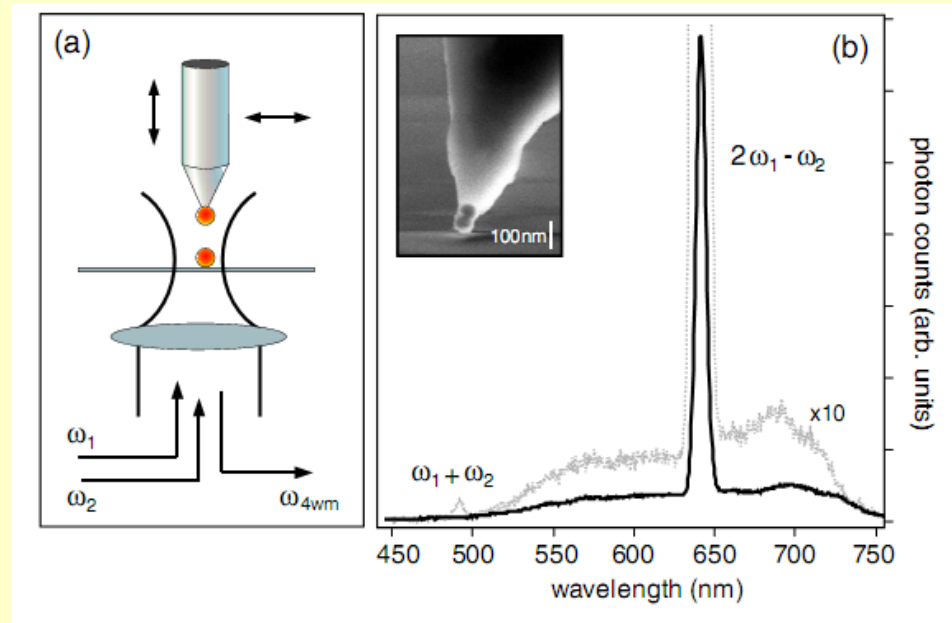 (a)
ω1
ω2
ω4wm
(b)
100nm
2ω1 - ω2
x10
ω1 + ω2
450 500 550 600 650 700 750
wavelength (nm)
photon counts (arb. units)